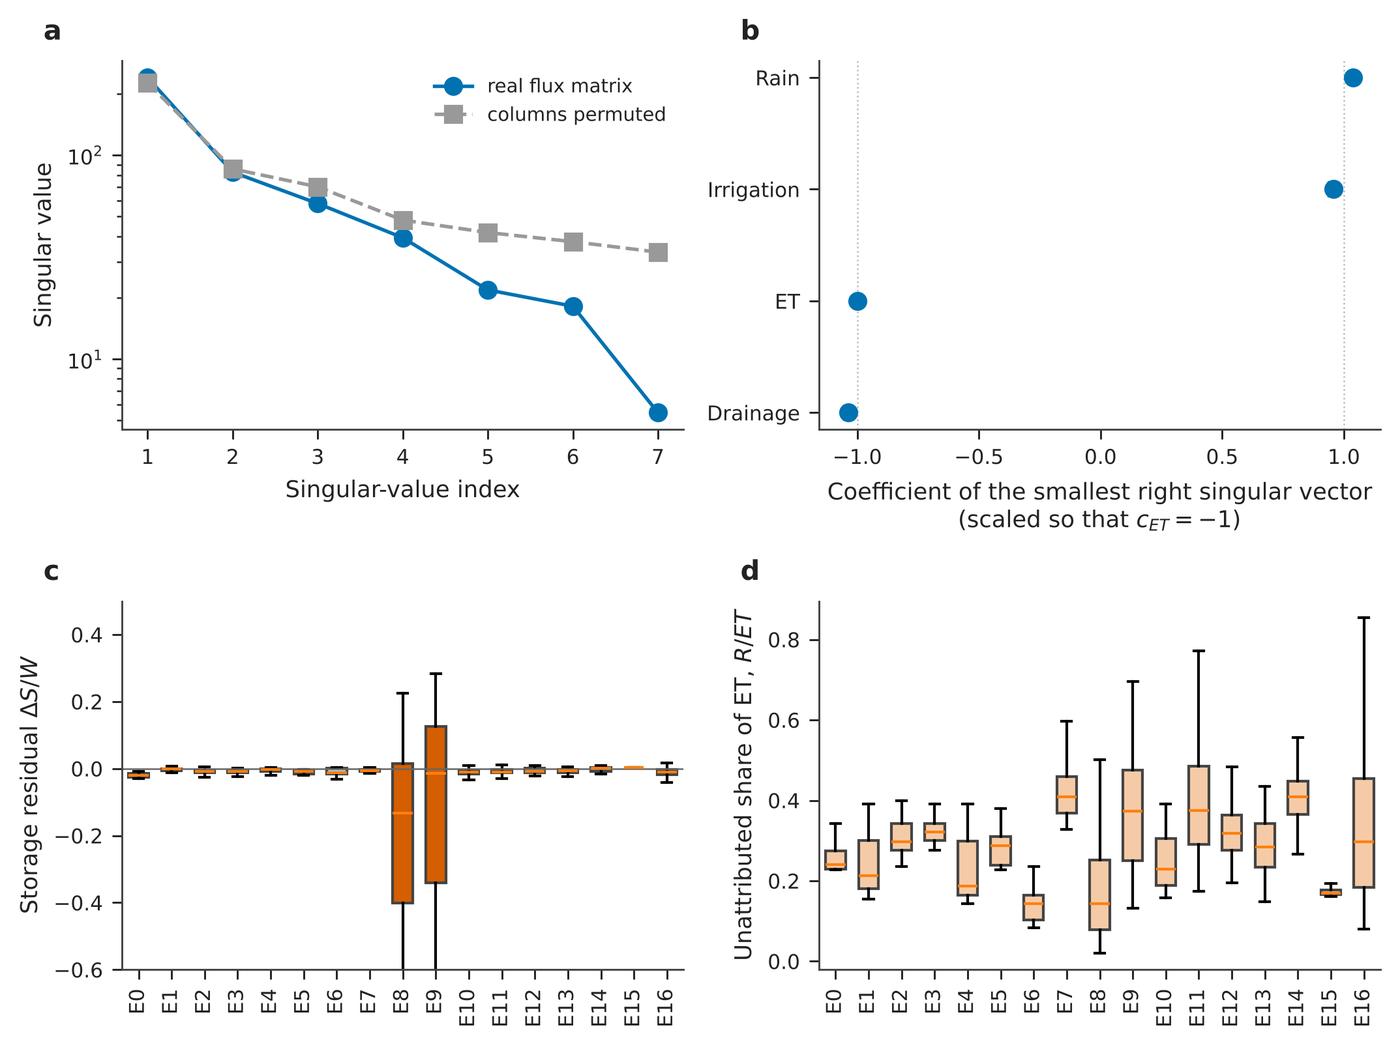 a
real flux matrix
columns permuted
10²
10¹
Singular value
1 2 3 4 5 6 7
Singular-value index
b
Rain
Irrigation
ET
Drainage
−1.0 −0.5 0.0 0.5 1.0
Coefficient of the smallest right singular vector
(scaled so that c_ET = −1)
c
0.4
0.2
0.0
−0.2
−0.4
−0.6
Storage residual ΔS/W
E0 E1 E2 E3 E4 E5 E6 E7 E8 E9 E10 E11 E12 E13 E14 E15 E16
d
0.8
0.6
0.4
0.2
0.0
Unattributed share of ET, R/ET
E0 E1 E2 E3 E4 E5 E6 E7 E8 E9 E10 E11 E12 E13 E14 E15 E16